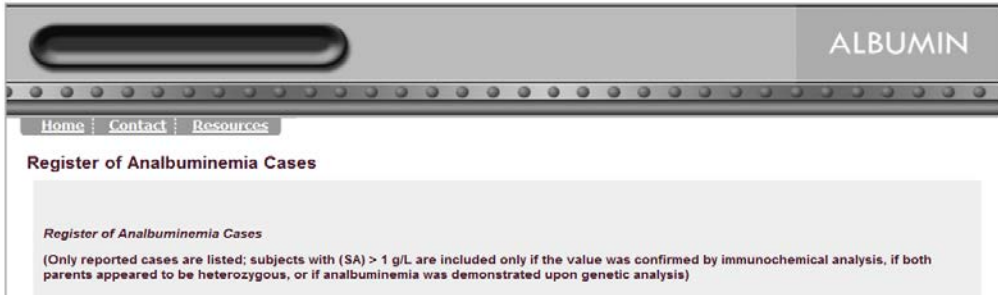 ALBUMIN
Home Contact Resources
Register of Analbuminemia Cases
Register of Analbuminemia Cases
(Only reported cases are listed; subjects with (SA) > 1 g/L are included only if the value was confirmed by immunochemical analysis, if both
parents appeared to be heterozygous, or if analbuminemia was demonstrated upon genetic analysis)